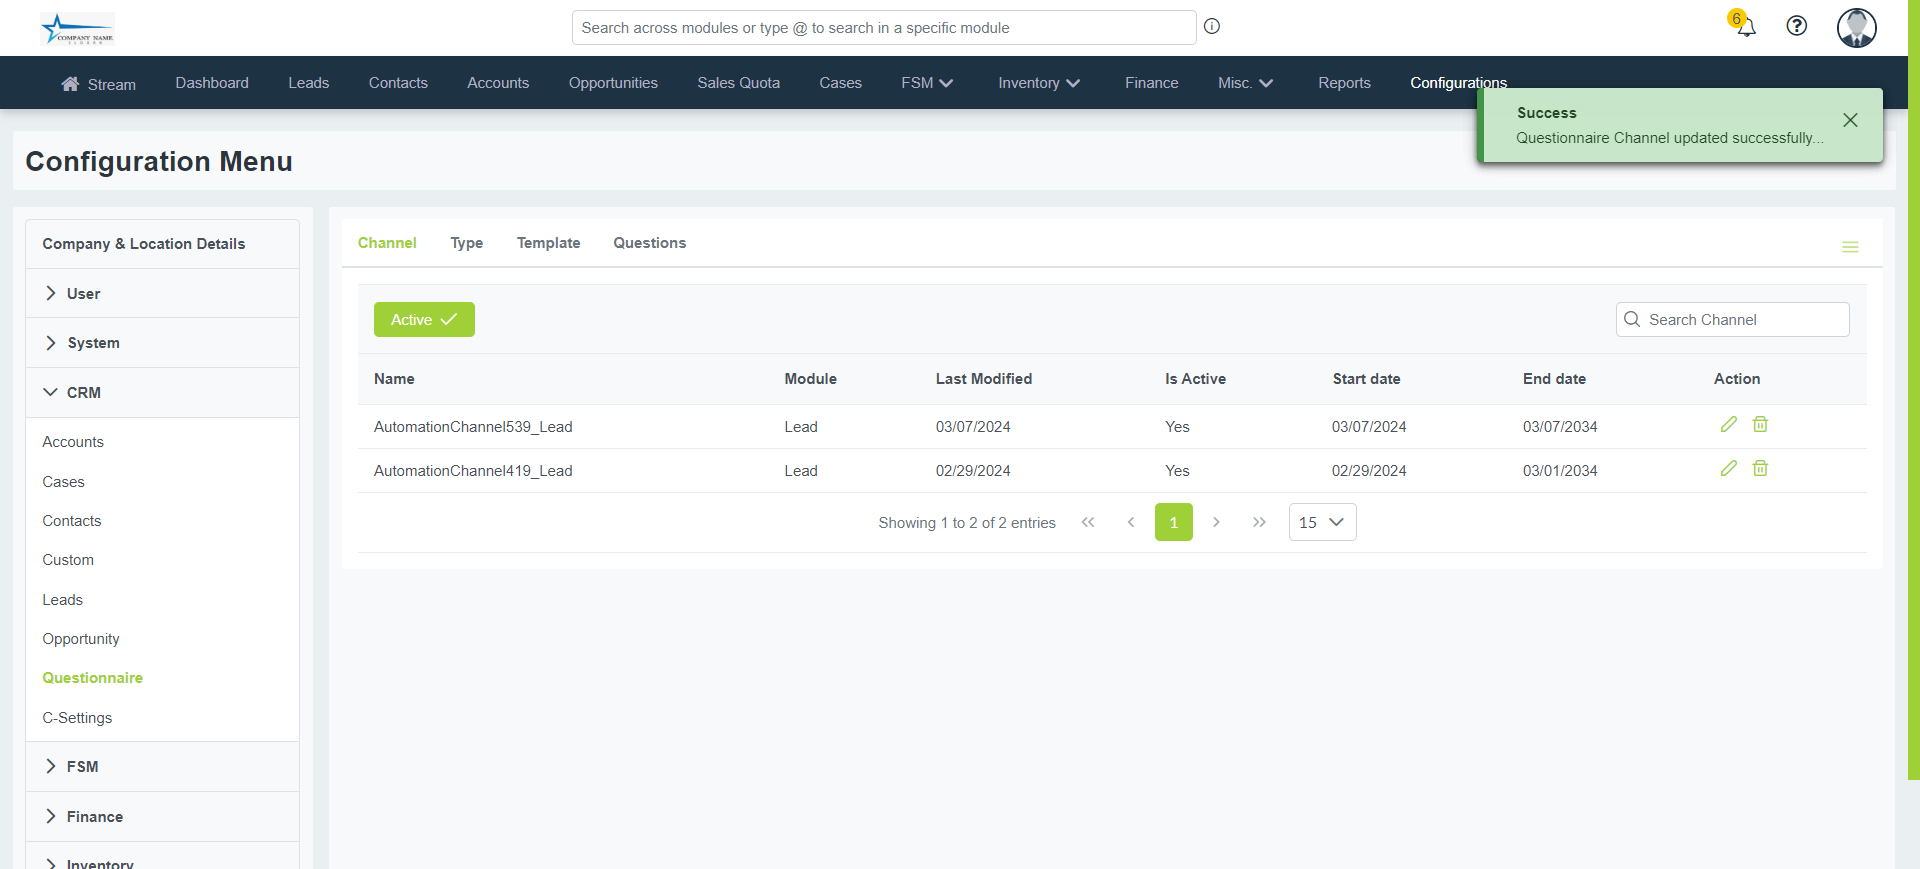 COMPANY NAME
Search across modules or type @ to search in a specific module
6
Stream Dashboard Leads Contacts Accounts Opportunities Sales Quota Cases FSM Inventory Finance Misc. Reports Configurations
Success
Questionnaire Channel updated successfully...
Configuration Menu
Company & Location Details
User
System
CRM
Accounts
Cases
Contacts
Custom
Leads
Opportunity
Questionnaire
C-Settings
FSM
Finance
Inventory
Channel Type Template Questions
Active
Search Channel
Name Module Last Modified Is Active Start date End date Action
AutomationChannel539_Lead Lead 03/07/2024 Yes 03/07/2024 03/07/2034
AutomationChannel419_Lead Lead 02/29/2024 Yes 02/29/2024 03/01/2034
Showing 1 to 2 of 2 entries 1 15